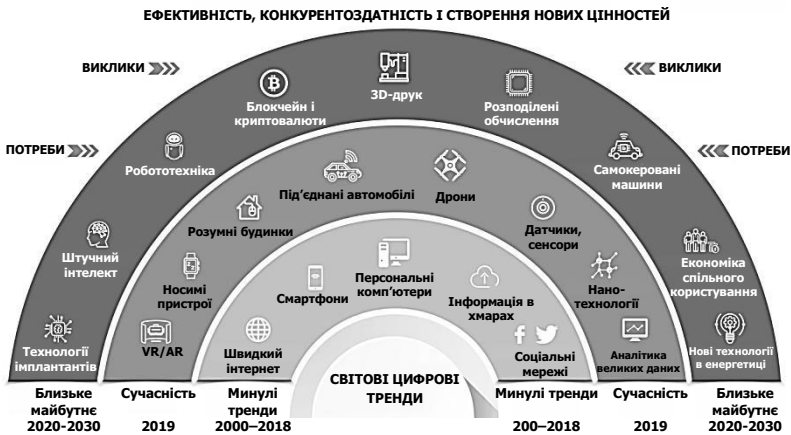 ЕФЕКТИВНІСТЬ, КОНКУРЕНТОЗДАТНІСТЬ І СТВОРЕННЯ НОВИХ ЦІННОСТЕЙ
ВИКЛИКИ
ВИКЛИКИ
ПОТРЕБИ
ПОТРЕБИ
Технології
імплантантів
Штучний
інтелект
Робототехніка
Блокчейн і
криптовалюти
3D-друк
Розподілені
обчислення
Самокеровані
машини
Економіка
спільного
користування
Нові технології
в енергетиці
VR/AR
Носимі
пристрої
Розумні будинки
Під’єднані автомобілі
Дрони
Датчики,
сенсори
Нано-
технології
Аналітика
великих даних
Швидкий
інтернет
Смартфони
Персональні
комп’ютери
Інформація в
хмарах
Соціальні
мережі
СВІТОВІ ЦИФРОВІ
ТРЕНДИ
Близьке
майбутнє
2020-2030
Сучасність
2019
Минулі
тренди
2000–2018
Минулі тренди
200–2018
Сучасність
2019
Близьке
майбутнє
2020-2030